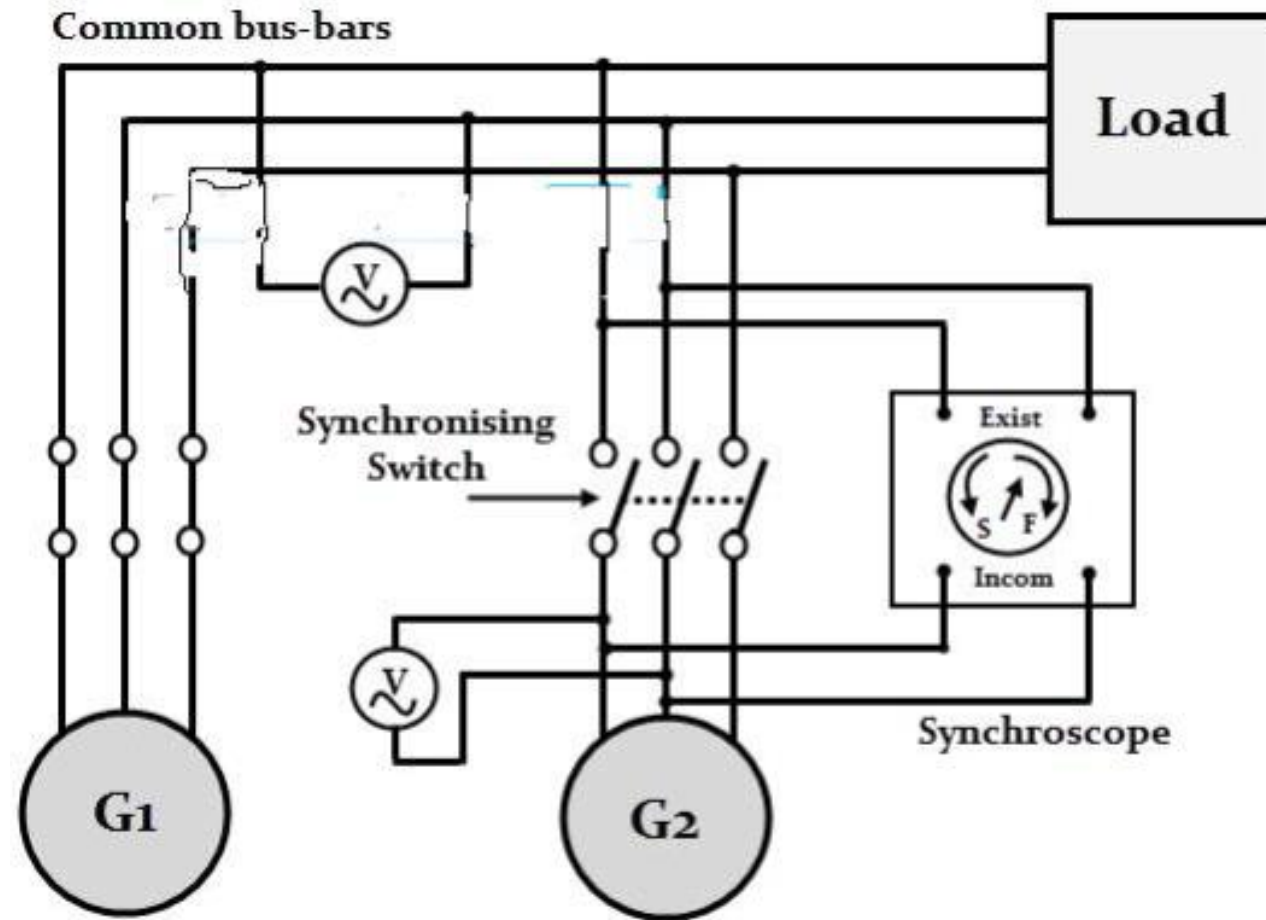 Common bus-bars
Load
V
Synchronising
Switch
Exist
S F
Incom
V
Synchroscope
G1
G2